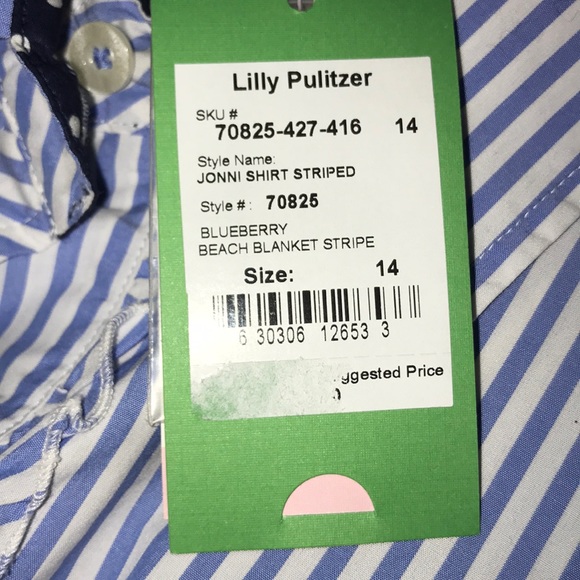 Lilly Pulitzer
SKU #
70825-427-416 14
Style Name:
JONNI SHIRT STRIPED
Style # : 70825
BLUEBERRY
BEACH BLANKET STRIPE
Size: 14
6 30306 12653 3
ggested Price
0